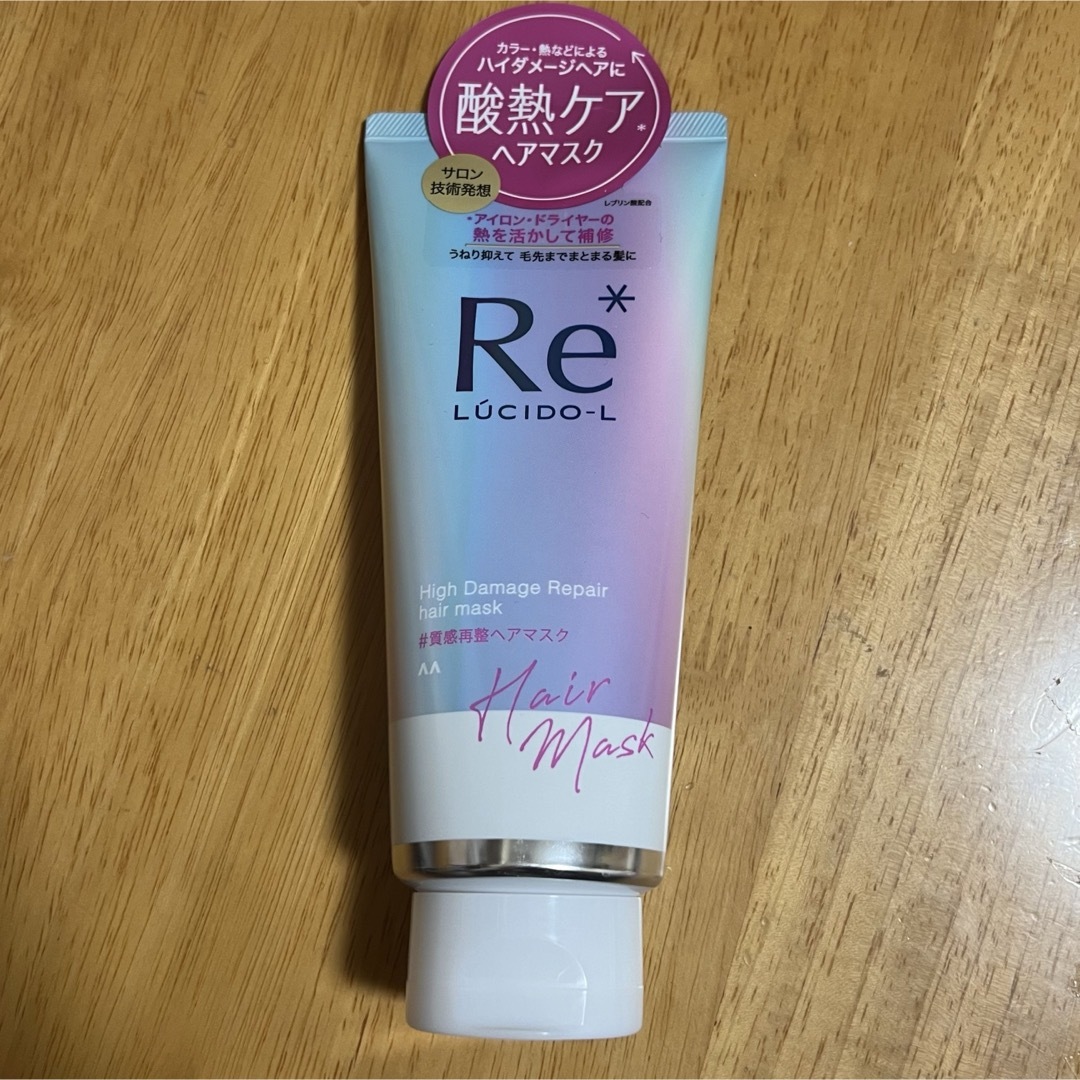 カラー・熱などによる
ハイダメージヘアに
酸熱ケア*
ヘアマスク
サロン
技術発想
レブリン酸配合
*アイロン・ドライヤーの
熱を活かして補修
うねり抑えて 毛先までまとまる髪に
Re*
LÚCIDO-L
High Damage Repair
hair mask
#質感再整ヘアマスク
Hair
Mask